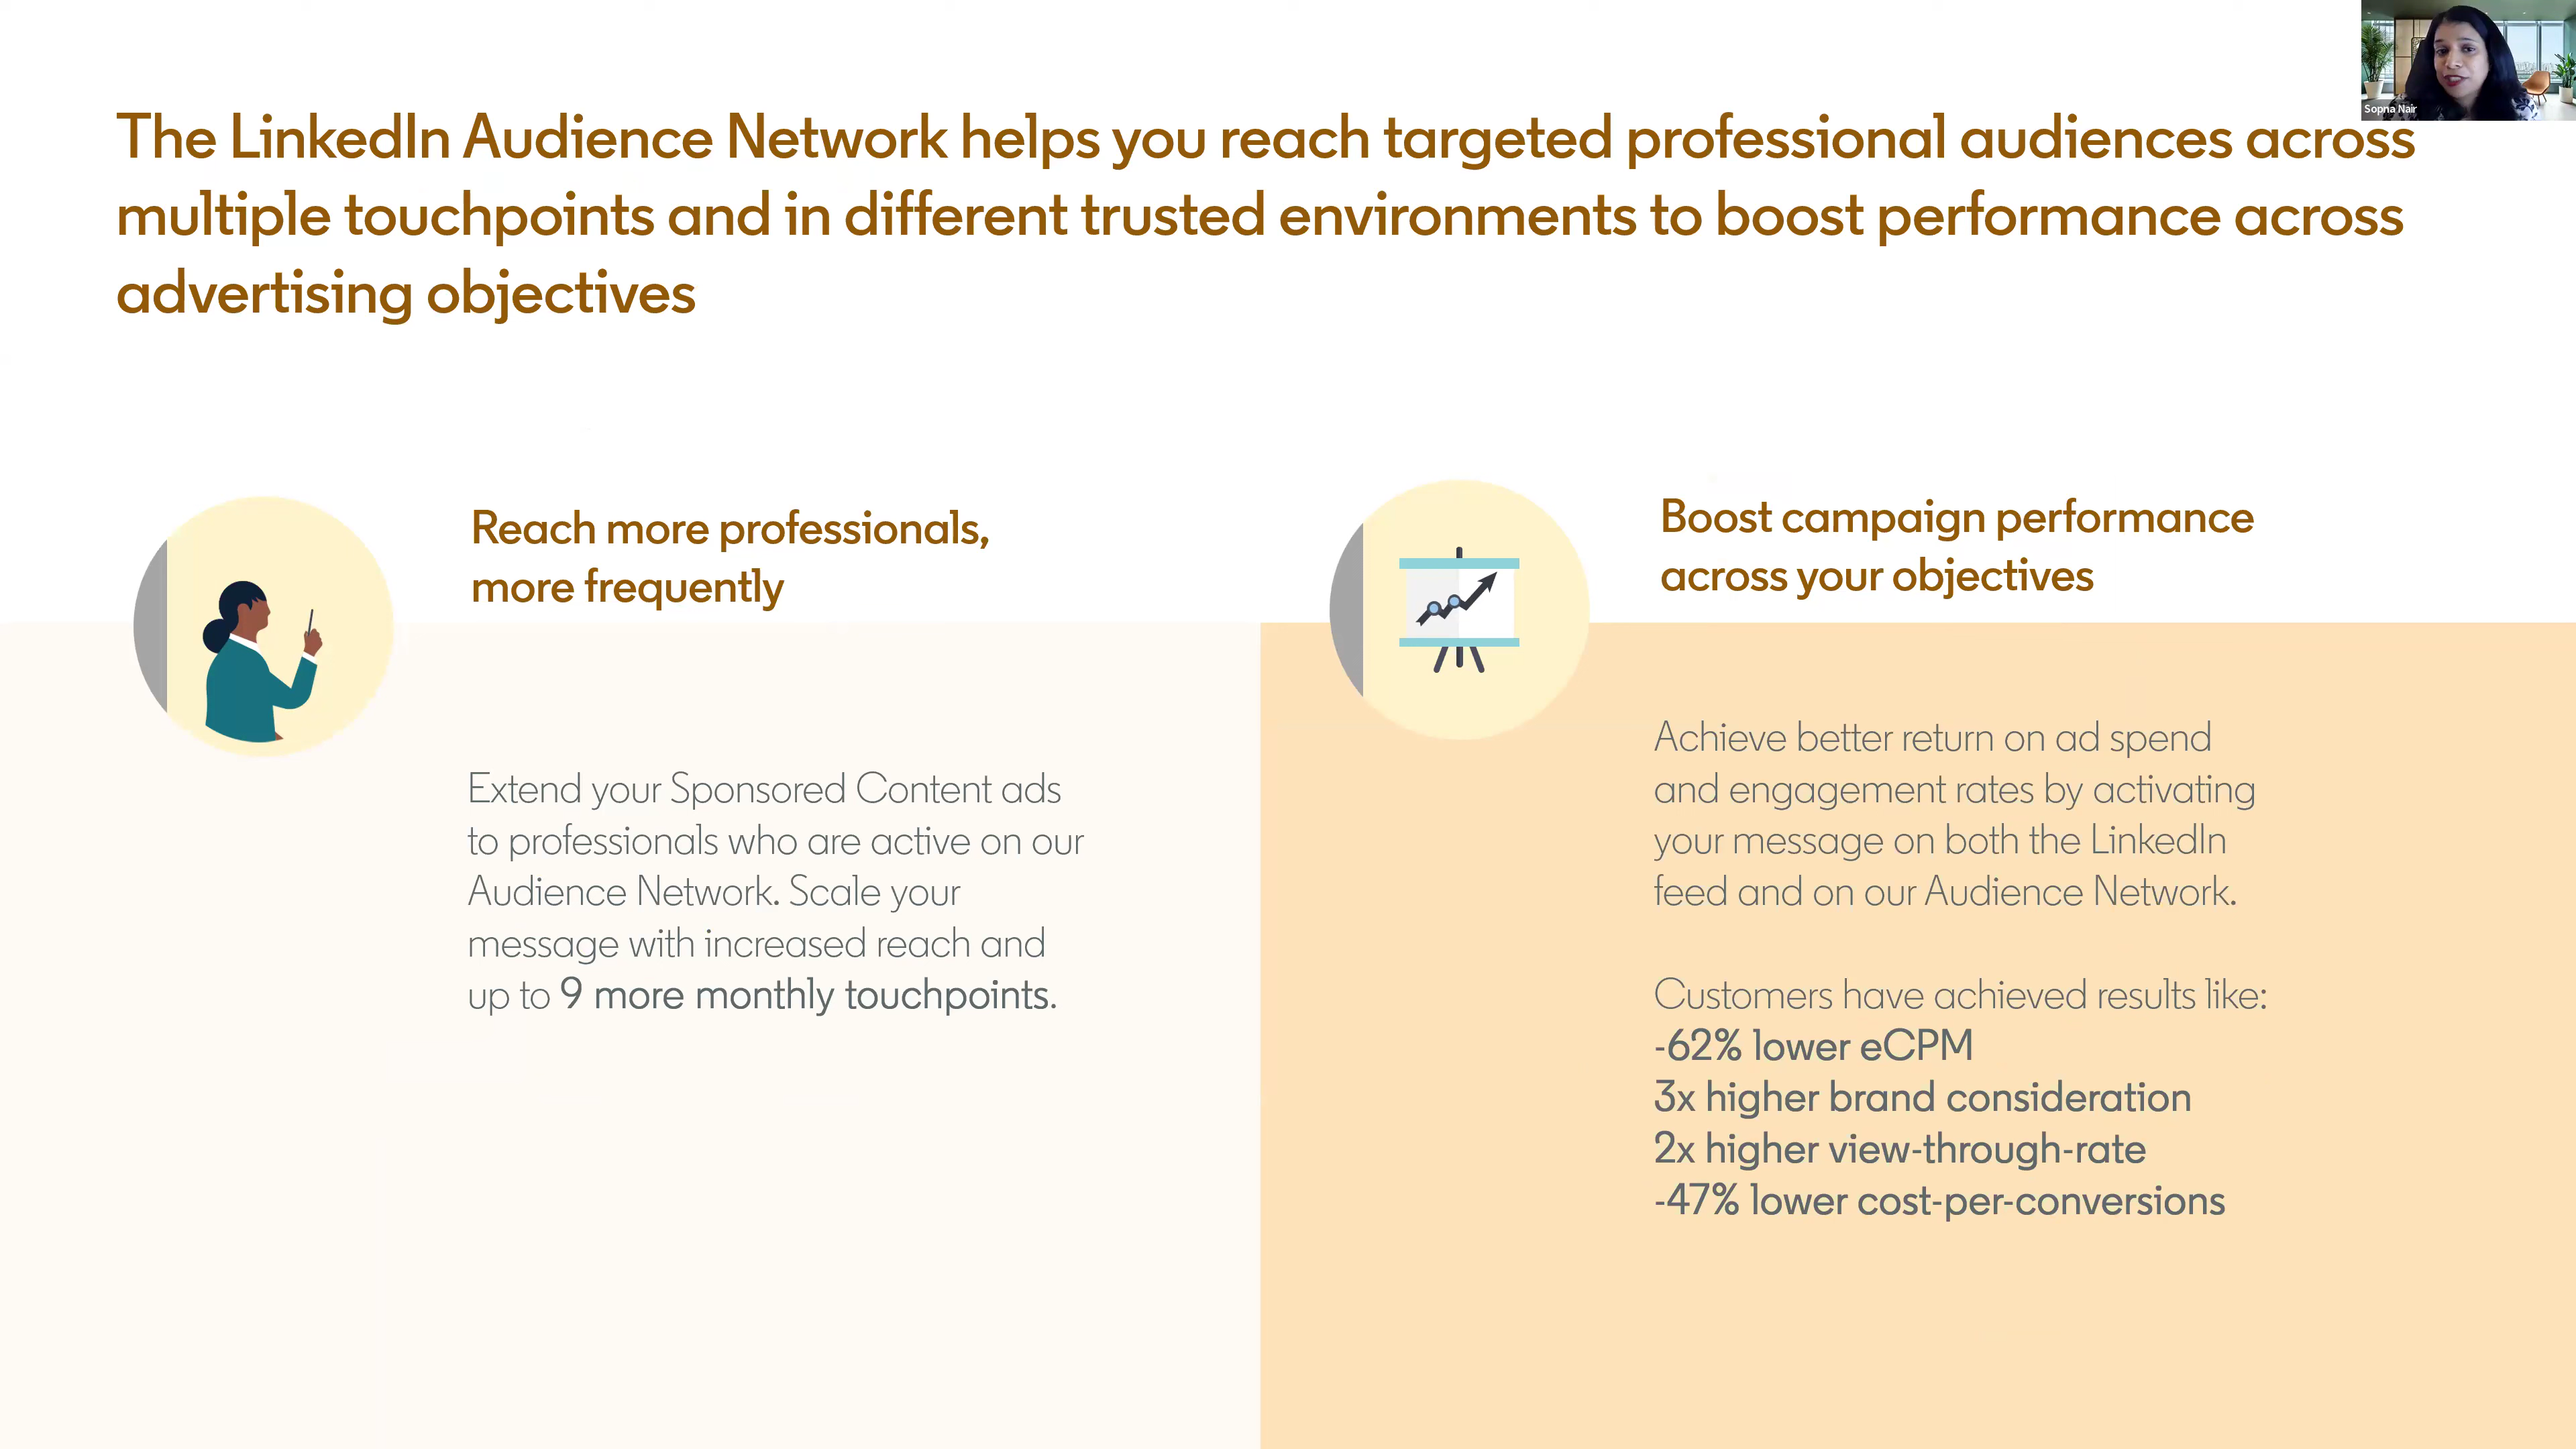 Sopna Nair
The LinkedIn Audience Network helps you reach targeted professional audiences across
multiple touchpoints and in different trusted environments to boost performance across
advertising objectives
Reach more professionals,
more frequently
Extend your Sponsored Content ads
to professionals who are active on our
Audience Network. Scale your
message with increased reach and
up to 9 more monthly touchpoints.
Boost campaign performance
across your objectives
Achieve better return on ad spend
and engagement rates by activating
your message on both the LinkedIn
feed and on our Audience Network.
Customers have achieved results like:
-62% lower eCPM
3x higher brand consideration
2x higher view-through-rate
-47% lower cost-per-conversions